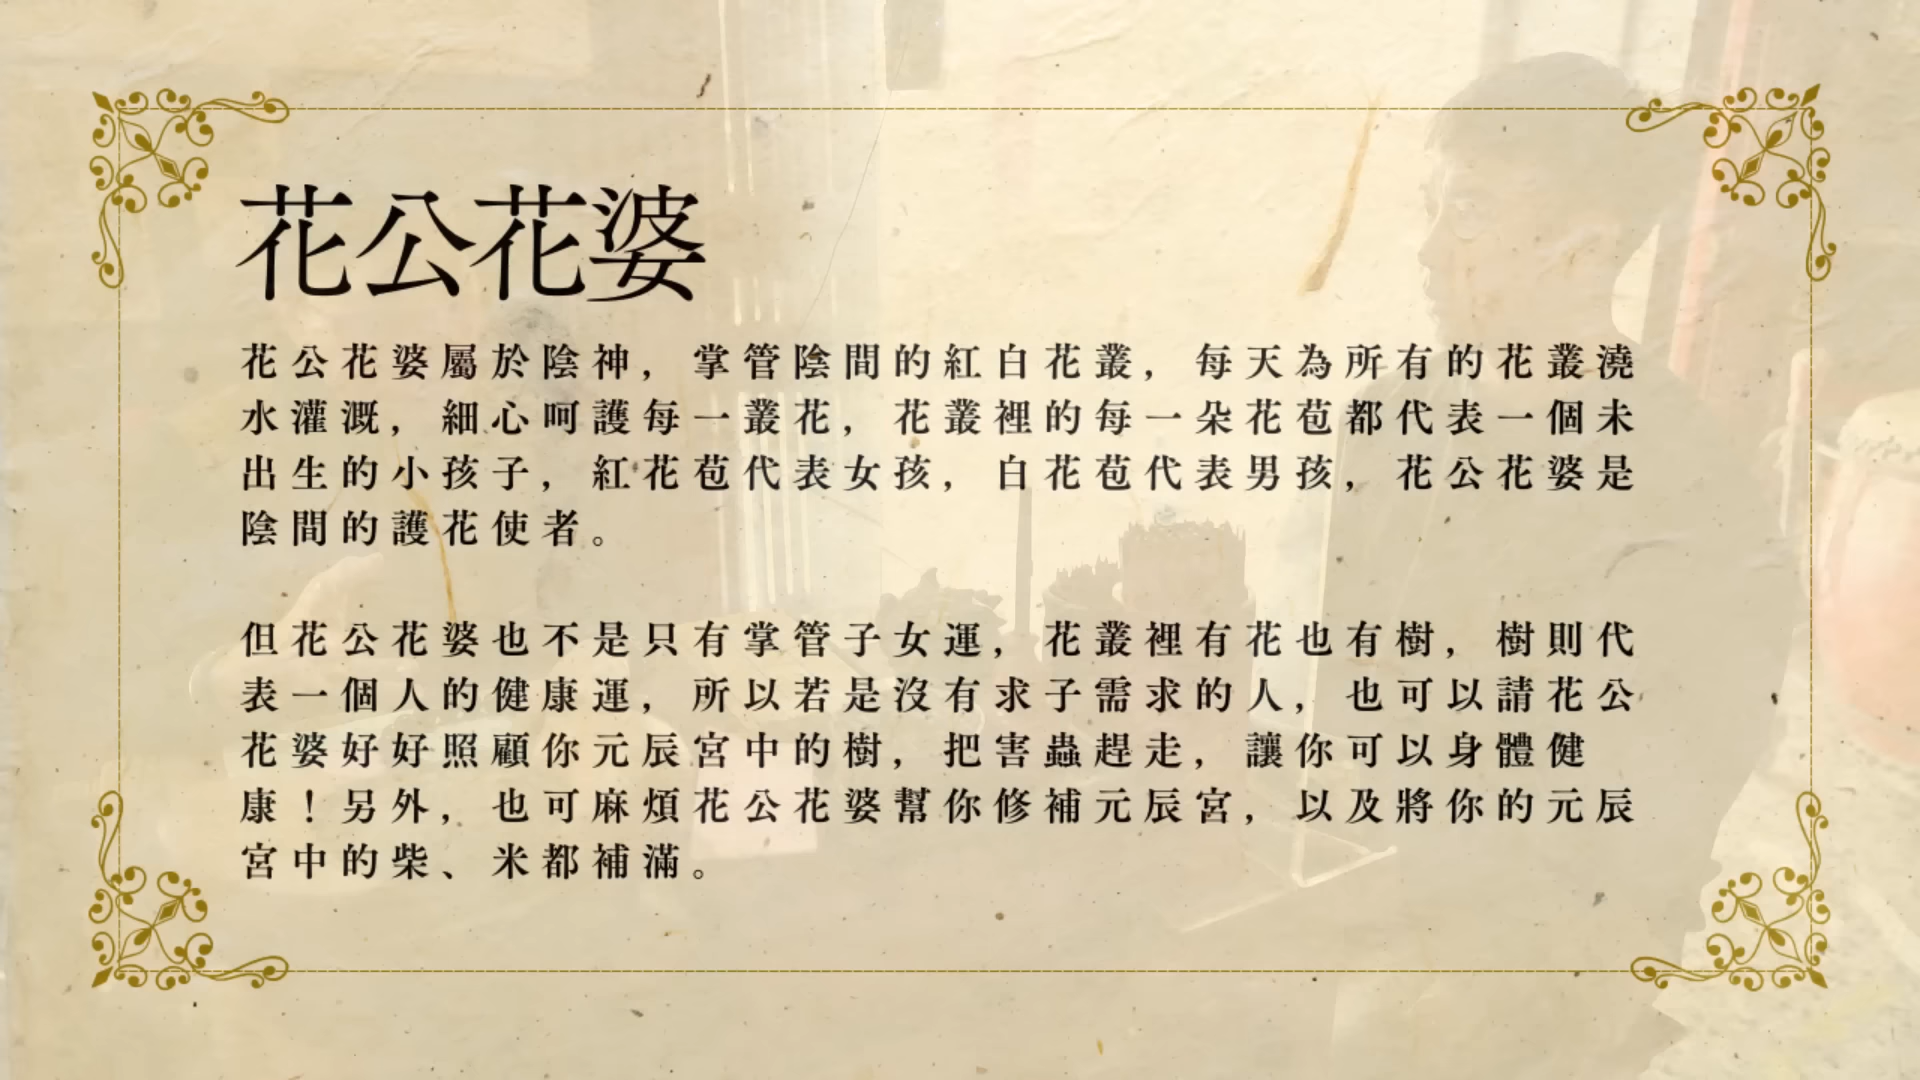 花公花婆
花公花婆屬於陰神，掌管陰間的紅白花叢，每天為所有的花叢澆
水灌溉，細心呵護每一叢花，花叢裡的每一朵花苞都代表一個未
出生的小孩子，紅花苞代表女孩，白花苞代表男孩，花公花婆是
陰間的護花使者。
但花公花婆也不是只有掌管子女運，花叢裡有花也有樹，樹則代
表一個人的健康運，所以若是沒有求子需求的人，也可以請花公
花婆好好照顧你元辰宮中的樹，把害蟲趕走，讓你可以身體健
康！另外，也可麻煩花公花婆幫你修補元辰宮，以及將你的元辰
宮中的柴、米都補滿。